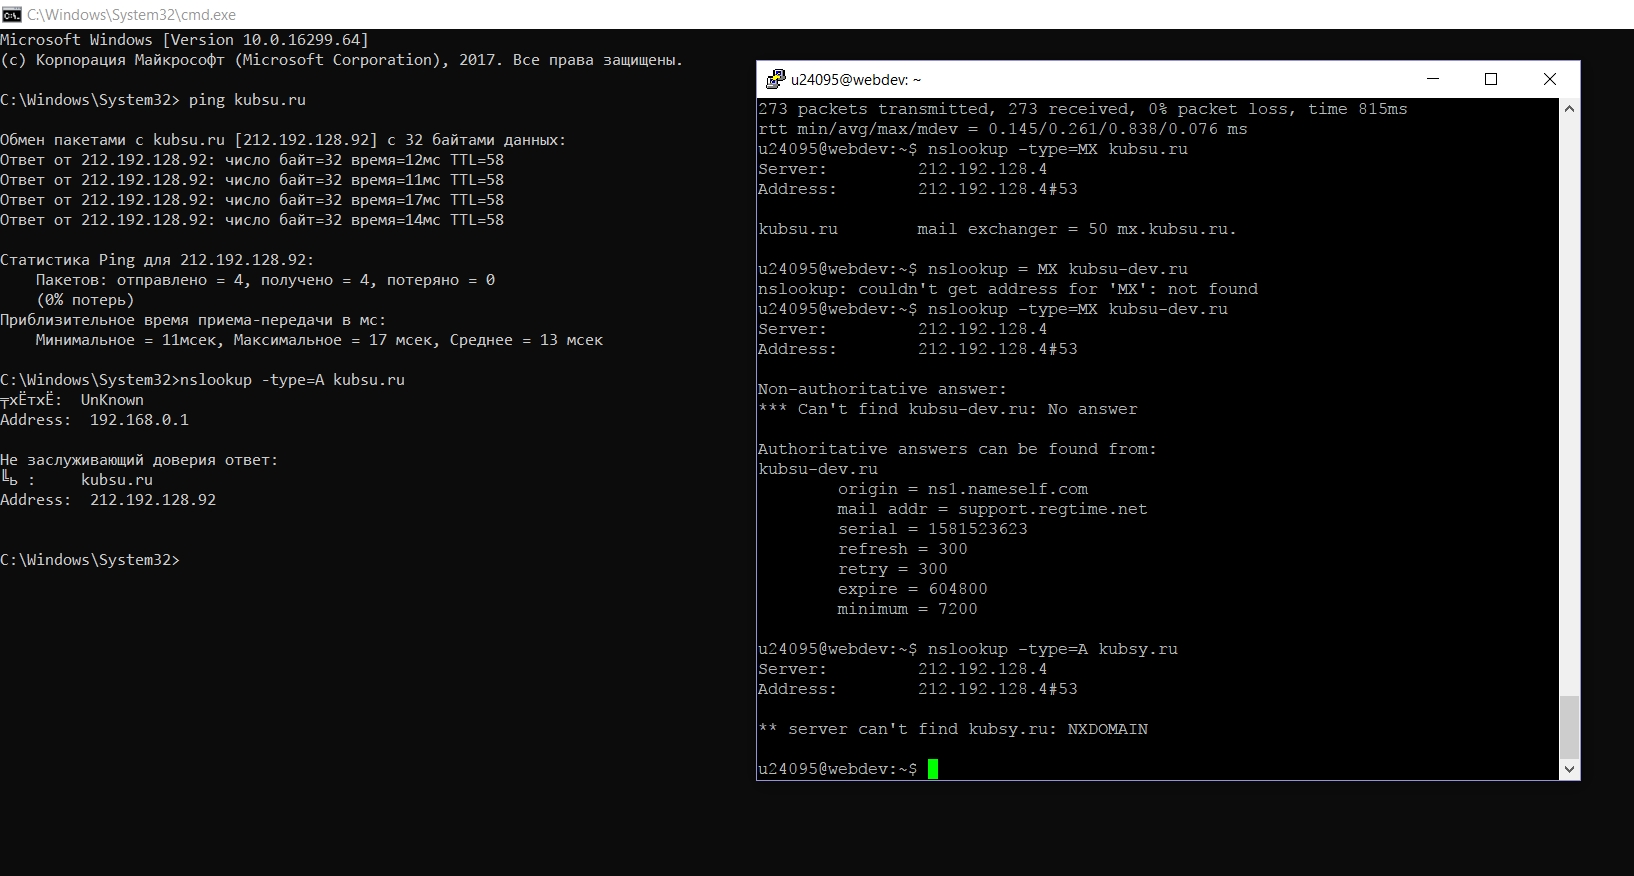 C:\Windows\System32\cmd.exe
Microsoft Windows [Version 10.0.16299.64]
(c) Корпорация Майкрософт (Microsoft Corporation), 2017. Все права защищены.
C:\Windows\System32> ping kubsu.ru
Обмен пакетами с kubsu.ru [212.192.128.92] с 32 байтами данных:
Ответ от 212.192.128.92: число байт=32 время=12мс TTL=58
Ответ от 212.192.128.92: число байт=32 время=11мс TTL=58
Ответ от 212.192.128.92: число байт=32 время=17мс TTL=58
Ответ от 212.192.128.92: число байт=32 время=14мс TTL=58
Статистика Ping для 212.192.128.92:
Пакетов: отправлено = 4, получено = 4, потеряно = 0
(0% потерь)
Приблизительное время приема-передачи в мс:
Минимальное = 11мсек, Максимальное = 17 мсек, Среднее = 13 мсек
C:\Windows\System32>nslookup -type=A kubsu.ru
╤хЁтхЁ:  UnKnown
Address:  192.168.0.1
Не заслуживающий доверия ответ:
╚ь :     kubsu.ru
Address:  212.192.128.92
C:\Windows\System32>
u24095@webdev: ~
273 packets transmitted, 273 received, 0% packet loss, time 815ms
rtt min/avg/max/mdev = 0.145/0.261/0.838/0.076 ms
u24095@webdev:~$ nslookup -type=MX kubsu.ru
Server:         212.192.128.4
Address:        212.192.128.4#53
kubsu.ru        mail exchanger = 50 mx.kubsu.ru.
u24095@webdev:~$ nslookup = MX kubsu-dev.ru
nslookup: couldn't get address for 'MX': not found
u24095@webdev:~$ nslookup -type=MX kubsu-dev.ru
Server:         212.192.128.4
Address:        212.192.128.4#53
Non-authoritative answer:
*** Can't find kubsu-dev.ru: No answer
Authoritative answers can be found from:
kubsu-dev.ru
origin = ns1.nameself.com
mail addr = support.regtime.net
serial = 1581523623
refresh = 300
retry = 300
expire = 604800
minimum = 7200
u24095@webdev:~$ nslookup -type=A kubsy.ru
Server:         212.192.128.4
Address:        212.192.128.4#53
** server can't find kubsy.ru: NXDOMAIN
u24095@webdev:~$